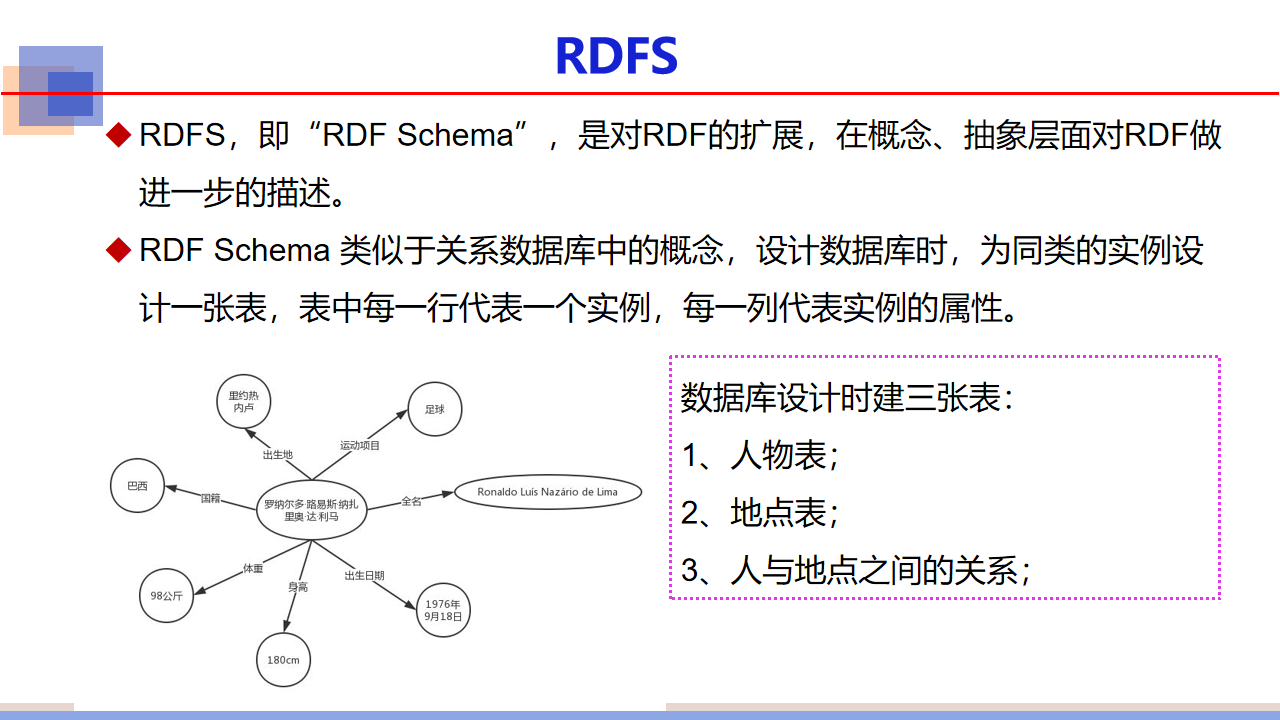 RDFS
RDFS，即“RDF Schema”，是对RDF的扩展，在概念、抽象层面对RDF做
进一步的描述。
RDF Schema 类似于关系数据库中的概念，设计数据库时，为同类的实例设
计一张表，表中每一行代表一个实例，每一列代表实例的属性。
里约热
内卢
足球
出生地
运动项目
巴西
国籍
罗纳尔多·路易斯·纳扎
里奥·达·利马
全名
Ronaldo Luís Nazário de Lima
体重
身高
出生日期
98公斤
1976年
9月18日
180cm
数据库设计时建三张表：
1、人物表；
2、地点表；
3、人与地点之间的关系；